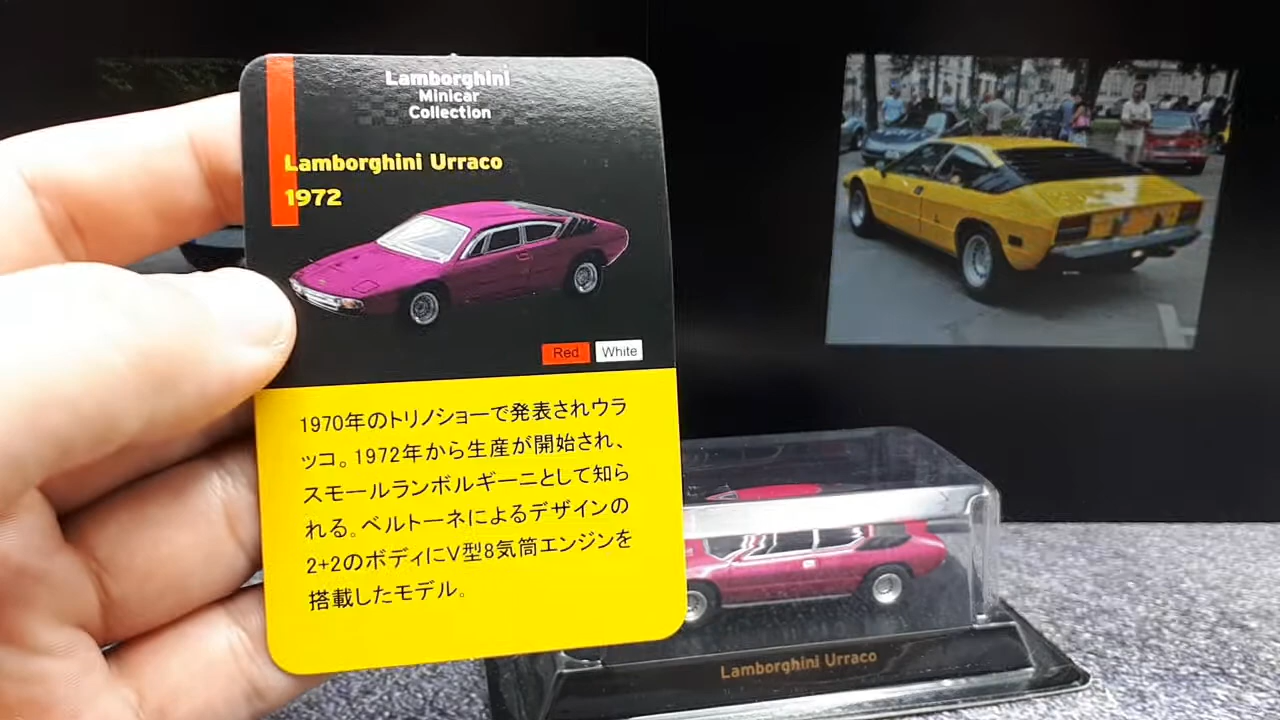 Lamborghini
Minicar
Collection
Lamborghini Urraco
1972
Red White
1970年のトリノショーで発表されウラ
ッコ。1972年から生産が開始され、
スモールランボルギーニとして知ら
れる。ベルトーネによるデザインの
2+2のボディにV型8気筒エンジンを
搭載したモデル。
Lamborghini Urraco